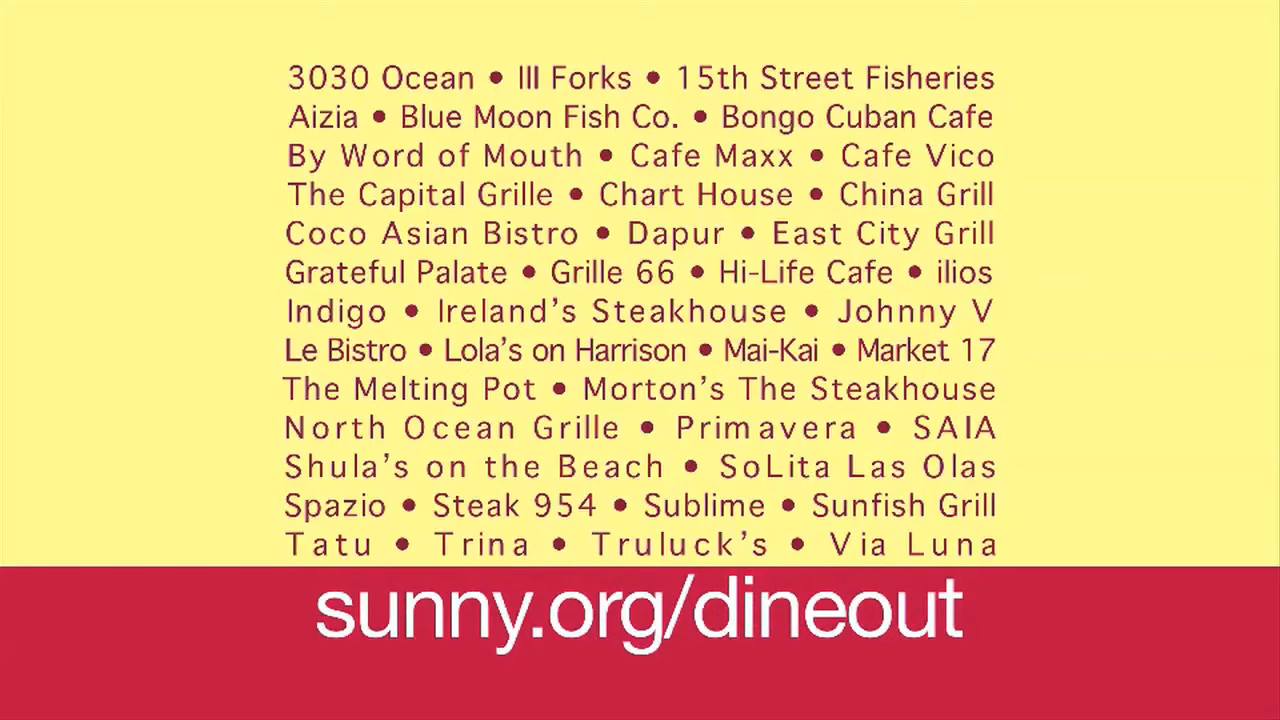 3030 Ocean • III Forks • 15th Street Fisheries
Aizia • Blue Moon Fish Co. • Bongo Cuban Cafe
By Word of Mouth • Cafe Maxx • Cafe Vico
The Capital Grille • Chart House • China Grill
Coco Asian Bistro • Dapur • East City Grill
Grateful Palate • Grille 66 • Hi-Life Cafe • ilios
Indigo • Ireland's Steakhouse • Johnny V
Le Bistro • Lola's on Harrison • Mai-Kai • Market 17
The Melting Pot • Morton's The Steakhouse
North Ocean Grille • Primavera • SAIA
Shula's on the Beach • SoLita Las Olas
Spazio • Steak 954 • Sublime • Sunfish Grill
Tatu • Trina • Truluck's • Via Luna
sunny.org/dineout